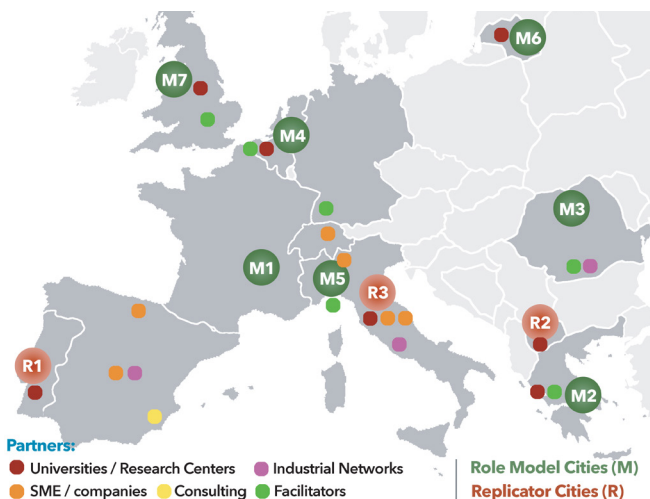 M6
M7
M4
M3
M1
M5
R3
R2
R1
M2
Partners:
Universities / Research Centers
Industrial Networks
Role Model Cities (M)
SME / companies
Consulting
Facilitators
Replicator Cities (R)